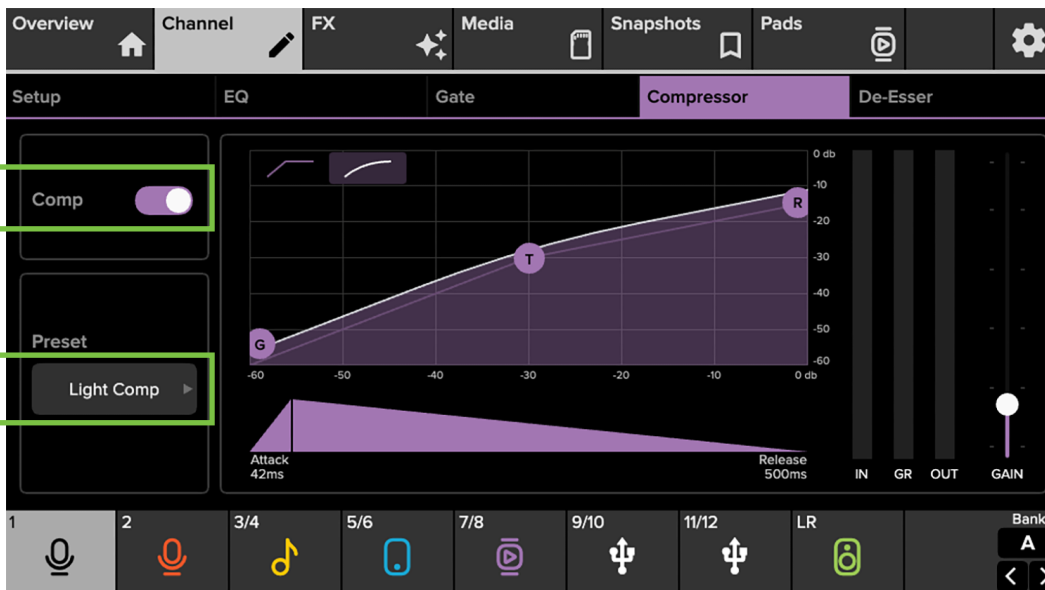 Overview
Channel
FX
Media
Snapshots
Pads
Setup
EQ
Gate
Compressor
De-Esser
Comp
Preset
Light Comp
0 db
-10
-20
-30
-40
-50
-60
R
T
G
-60
-50
-40
-30
-20
-10
0 db
Attack
42ms
Release
500ms
IN
GR
OUT
GAIN
1
2
3/4
5/6
7/8
9/10
11/12
LR
Bank
A